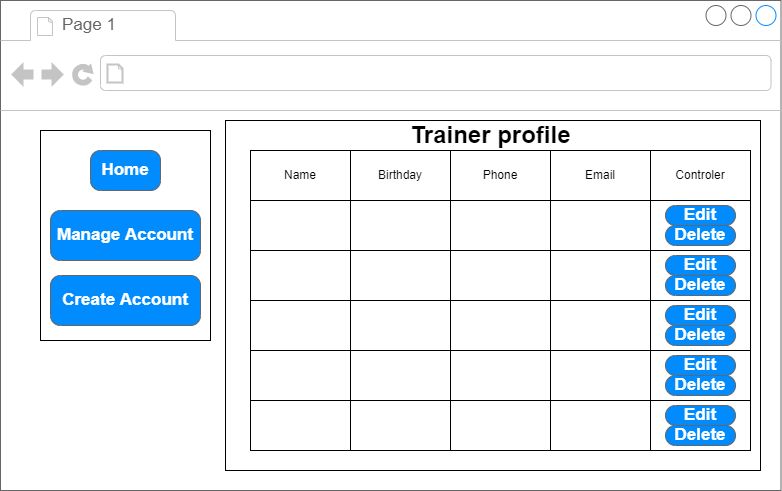 Page 1
Home
Manage Account
Create Account
Trainer profile
Name Birthday Phone Email Controler
Edit
Delete
Edit
Delete
Edit
Delete
Edit
Delete
Edit
Delete